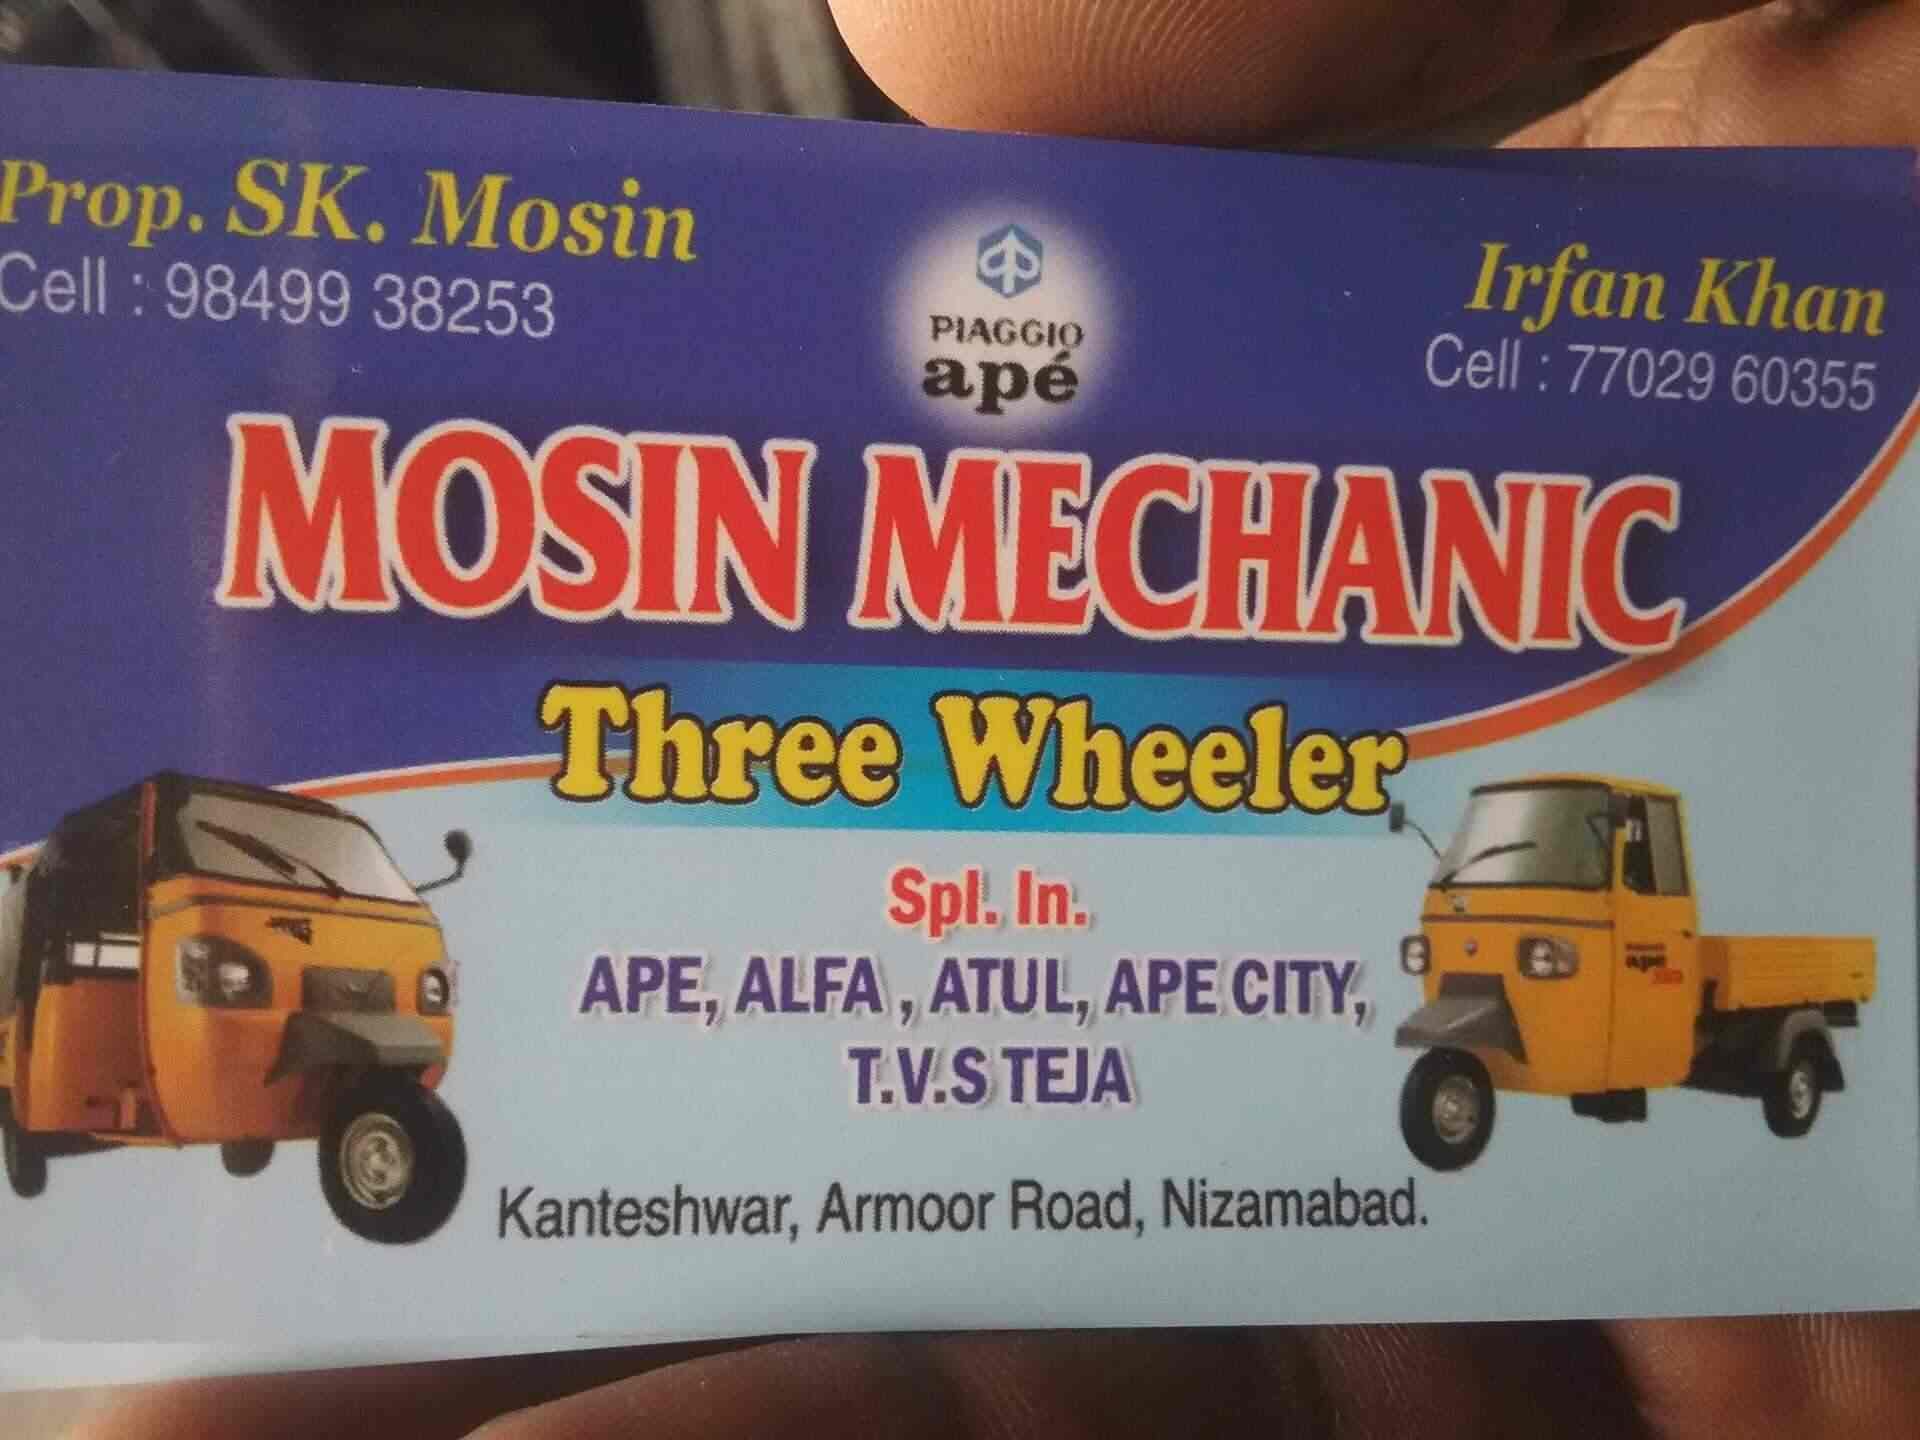 Prop. SK. Mosin
Cell : 98499 38253
PIAGGIO
apé
Irfan Khan
Cell : 77029 60355
MOSIN MECHANIC
Three Wheeler
Spl. In.
APE, ALFA , ATUL, APE CITY,
T.V.S TEJA
ape
Kanteshwar, Armoor Road, Nizamabad.